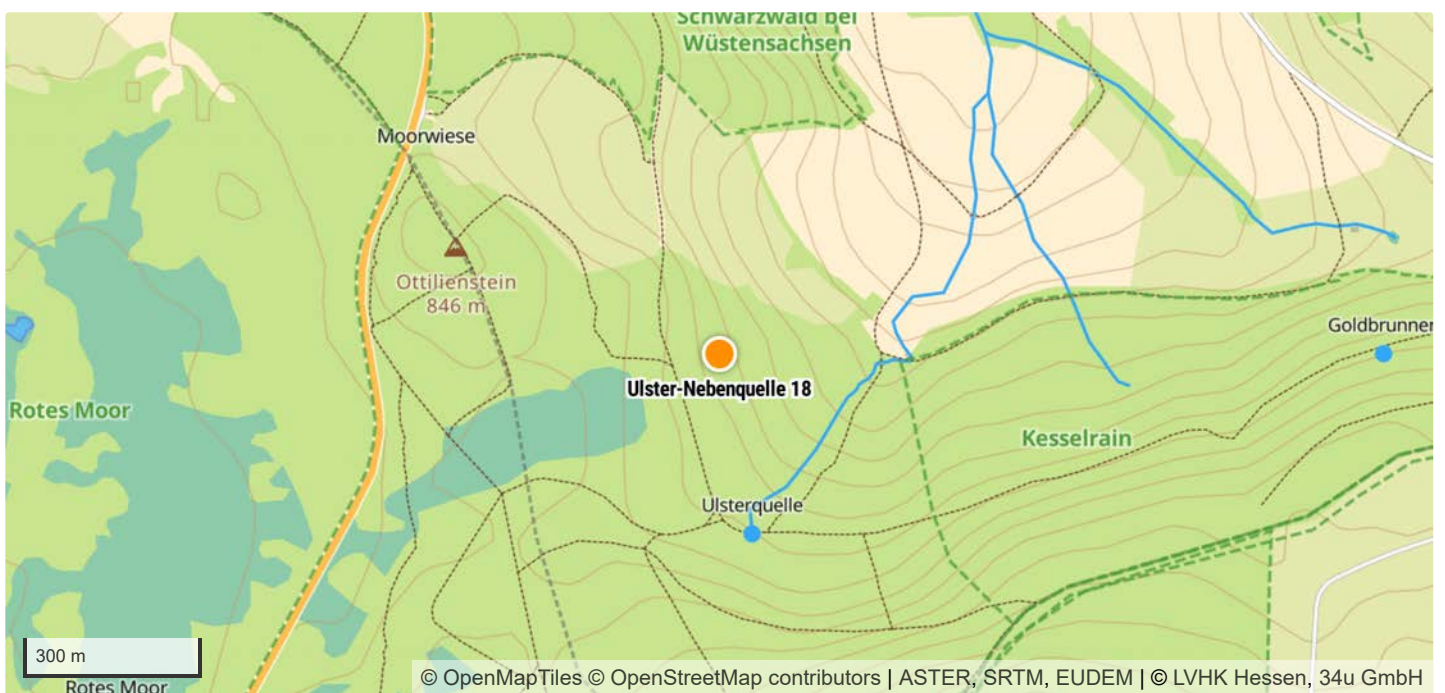 Schwarzwald bei
Wüstensachsen
Moorwiese
Ottilienstein
846 m
Goldbrunnen
Ulster-Nebenquelle 18
Rotes Moor
Kesselrain
Ulsterquelle
300 m
Rotes Moor
© OpenMapTiles © OpenStreetMap contributors | ASTER, SRTM, EUDEM | © LVHK Hessen, 34u GmbH